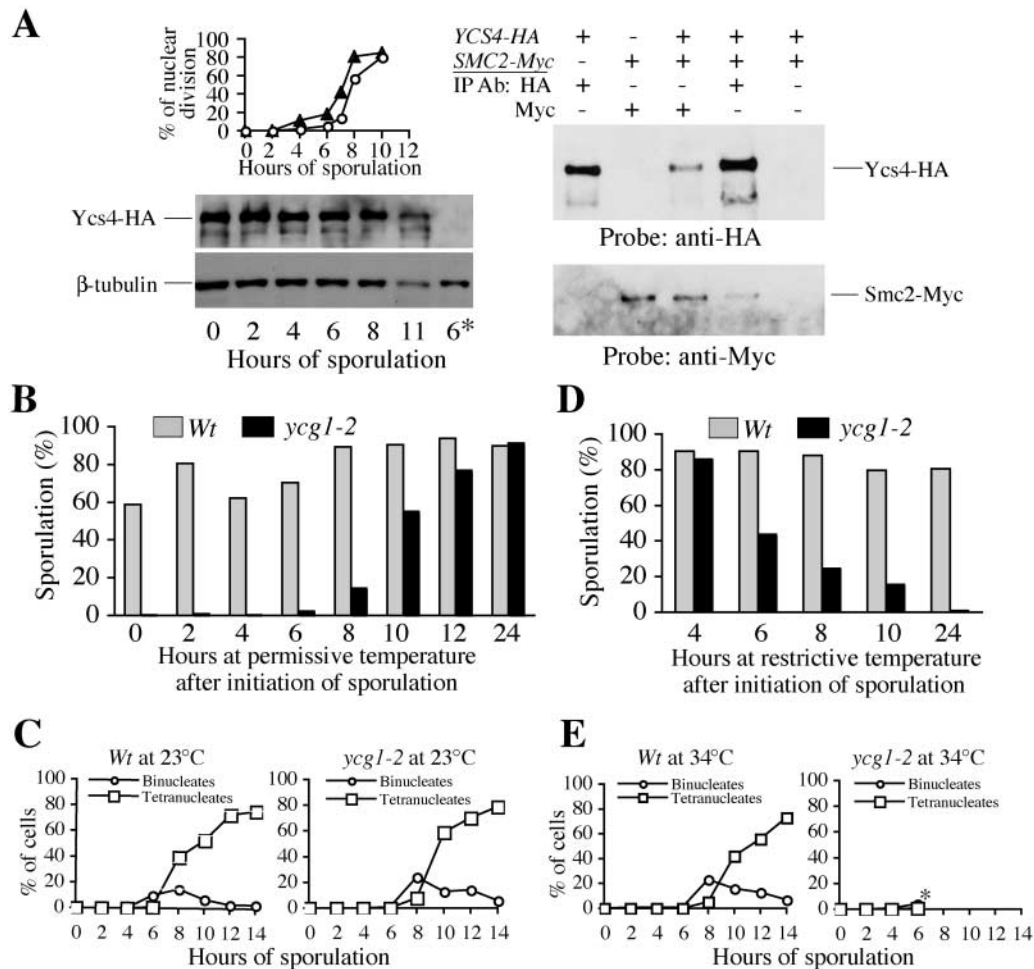 A
% of nuclear
division
100
80
60
40
20
0
0 2 4 6 8 10 12
Hours of sporulation
Ycs4-HA
β-tubulin
0 2 4 6 8 11 6*
Hours of sporulation
YCS4-HA + - + + +
SMC2-Myc - + + + +
IP Ab: HA + - - + -
Myc - + + - -
Ycs4-HA
Probe: anti-HA
Smc2-Myc
Probe: anti-Myc
B
Wt ycg1-2
Sporulation (%)
100
80
60
40
20
0
0 2 4 6 8 10 12 24
Hours at permissive temperature
after initiation of sporulation
D
Wt ycg1-2
Sporulation (%)
100
80
60
40
20
0
4 6 8 10 24
Hours at restrictive temperature
after initiation of sporulation
C
Wt at 23°C
Binucleates
Tetranucleates
% of cells
100
80
60
40
20
0
0 2 4 6 8 10 12 14
ycg1-2 at 23°C
Binucleates
Tetranucleates
100
80
60
40
20
0
0 2 4 6 8 10 12 14
Hours of sporulation
E
Wt at 34°C
Binucleates
Tetranucleates
% of cells
100
80
60
40
20
0
0 2 4 6 8 10 12 14
ycg1-2 at 34°C
Binucleates
Tetranucleates
100
80
60
40
20
0
*
0 2 4 6 8 10 12 14
Hours of sporulation